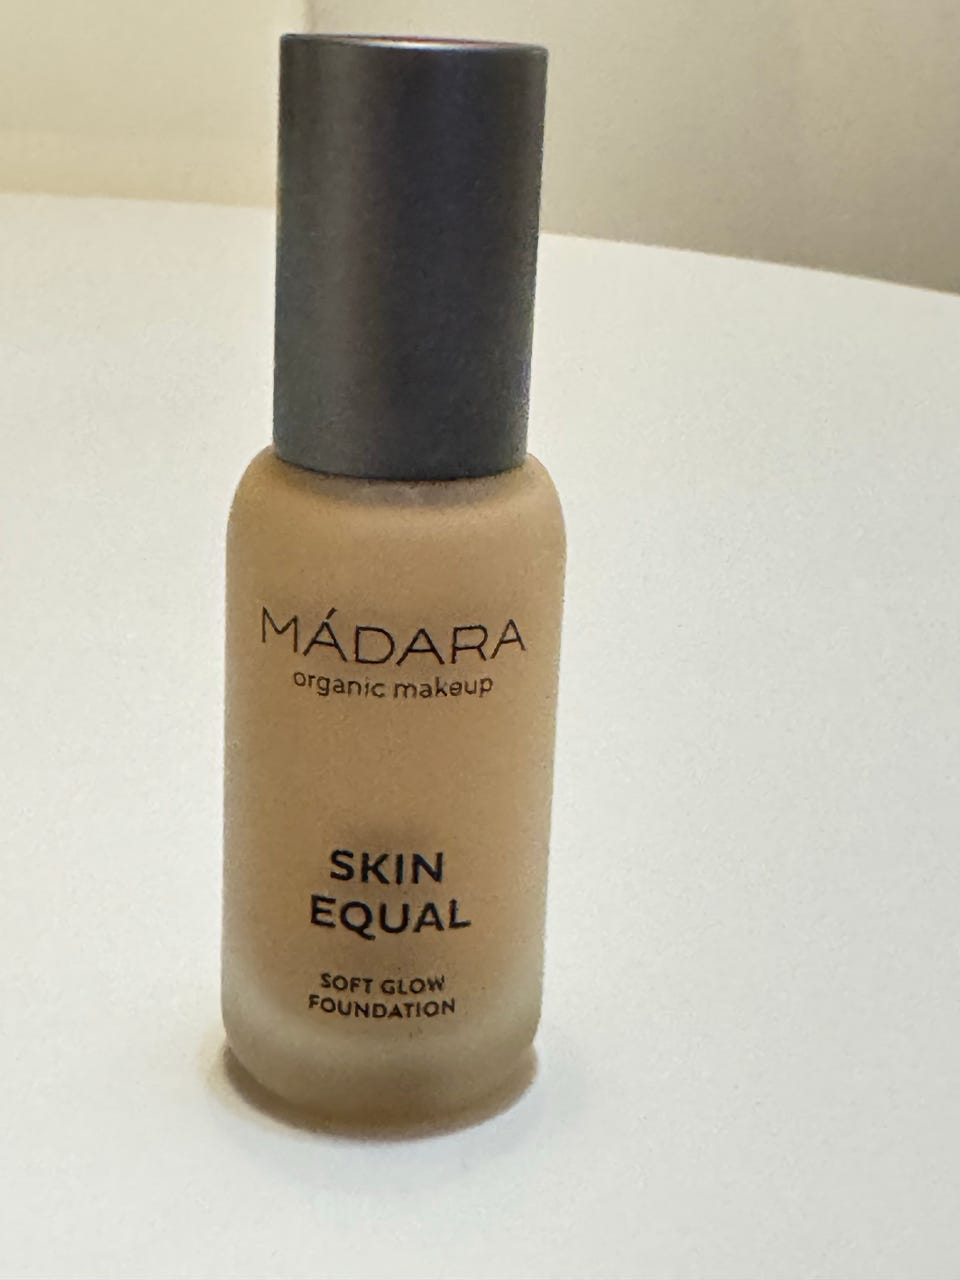 MÁDARA
organic makeup
SKIN
EQUAL
SOFT GLOW
FOUNDATION